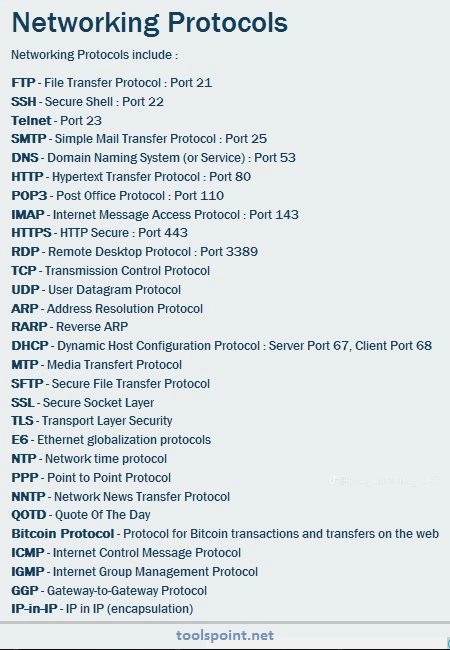 Networking Protocols
Networking Protocols include :
FTP - File Transfer Protocol : Port 21
SSH - Secure Shell : Port 22
Telnet - Port 23
SMTP - Simple Mail Transfer Protocol : Port 25
DNS - Domain Naming System (or Service) : Port 53
HTTP - Hypertext Transfer Protocol : Port 80
POP3 - Post Office Protocol : Port 110
IMAP - Internet Message Access Protocol : Port 143
HTTPS - HTTP Secure : Port 443
RDP - Remote Desktop Protocol : Port 3389
TCP - Transmission Control Protocol
UDP - User Datagram Protocol
ARP - Address Resolution Protocol
RARP - Reverse ARP
DHCP - Dynamic Host Configuration Protocol : Server Port 67, Client Port 68
MTP - Media Transfert Protocol
SFTP - Secure File Transfert Protocol
SSL - Secure Socket Layer
TLS - Transport Layer Security
E6 - Ethernet globalization protocols
NTP - Network time protocol
PPP - Point to Point Protocol
NNTP - Network News Transfer Protocol
QOTD - Quote Of The Day
Bitcoin Protocol - Protocol for Bitcoin transactions and transfers on the web
ICMP - Internet Control Message Protocol
IGMP - Internet Group Management Protocol
GGP - Gateway-to-Gateway Protocol
IP-in-IP - IP in IP (encapsulation)
toolspoint.net